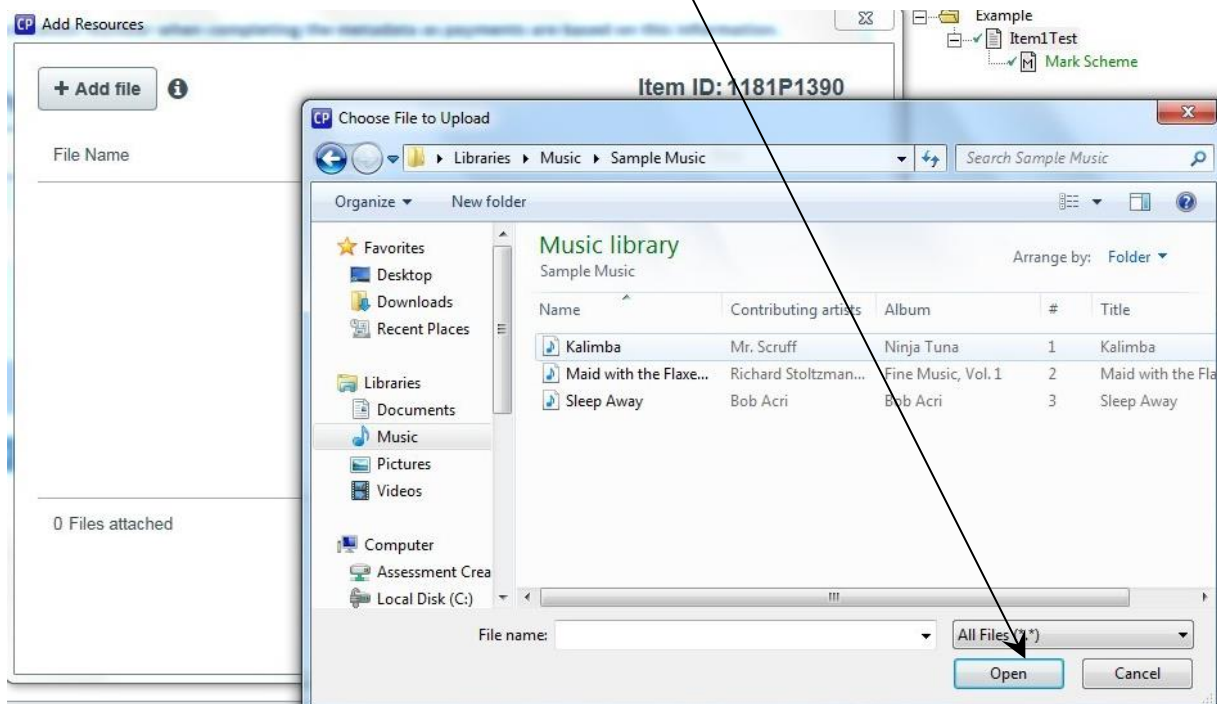 CP Add Resources
when completing the metadata as payments are based on this information.
Example
Item1Test
M Mark Scheme
+ Add file
Item ID: 1181P1390
File Name
CP Choose File to Upload
Libraries Music Sample Music
Search Sample Music
Organize New folder
Favorites
Desktop
Downloads
Recent Places
Libraries
Documents
Music
Pictures
Videos
Computer
Assessment Crea
Local Disk (C:)
Music library
Sample Music
Arrange by: Folder
Name Contributing artists Album # Title
Kalimba Mr. Scruff Ninja Tuna 1 Kalimba
Maid with the Flaxe... Richard Stoltzman... Fine Music, Vol. 1 2 Maid with the Fla
Sleep Away Bob Acri Bob Acri 3 Sleep Away
0 Files attached
File name:
All Files (*.*)
Open Cancel